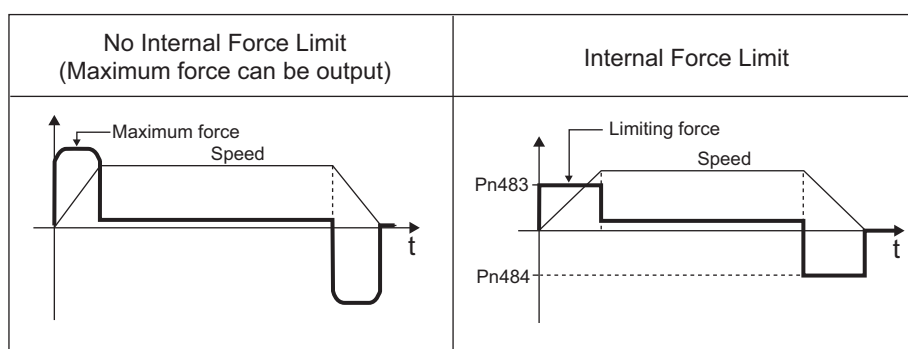 No Internal Force Limit
(Maximum force can be output)
Internal Force Limit
Maximum force
Speed
t
Limiting force
Speed
Pn483
t
Pn484